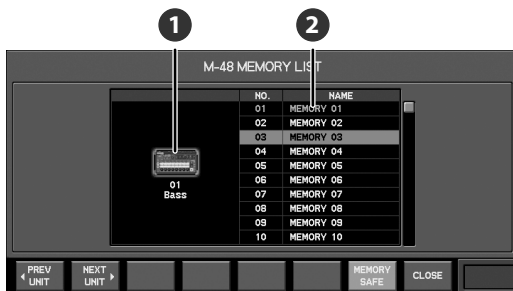 1 2
M-48 MEMORY LIST
NO. NAME
01 MEMORY 01
02 MEMORY 02
03 MEMORY 03
04 MEMORY 04
05 MEMORY 05
06 MEMORY 06
07 MEMORY 07
08 MEMORY 08
09 MEMORY 09
10 MEMORY 10
01
Bass
PREV UNIT
NEXT UNIT
MEMORY SAFE
CLOSE